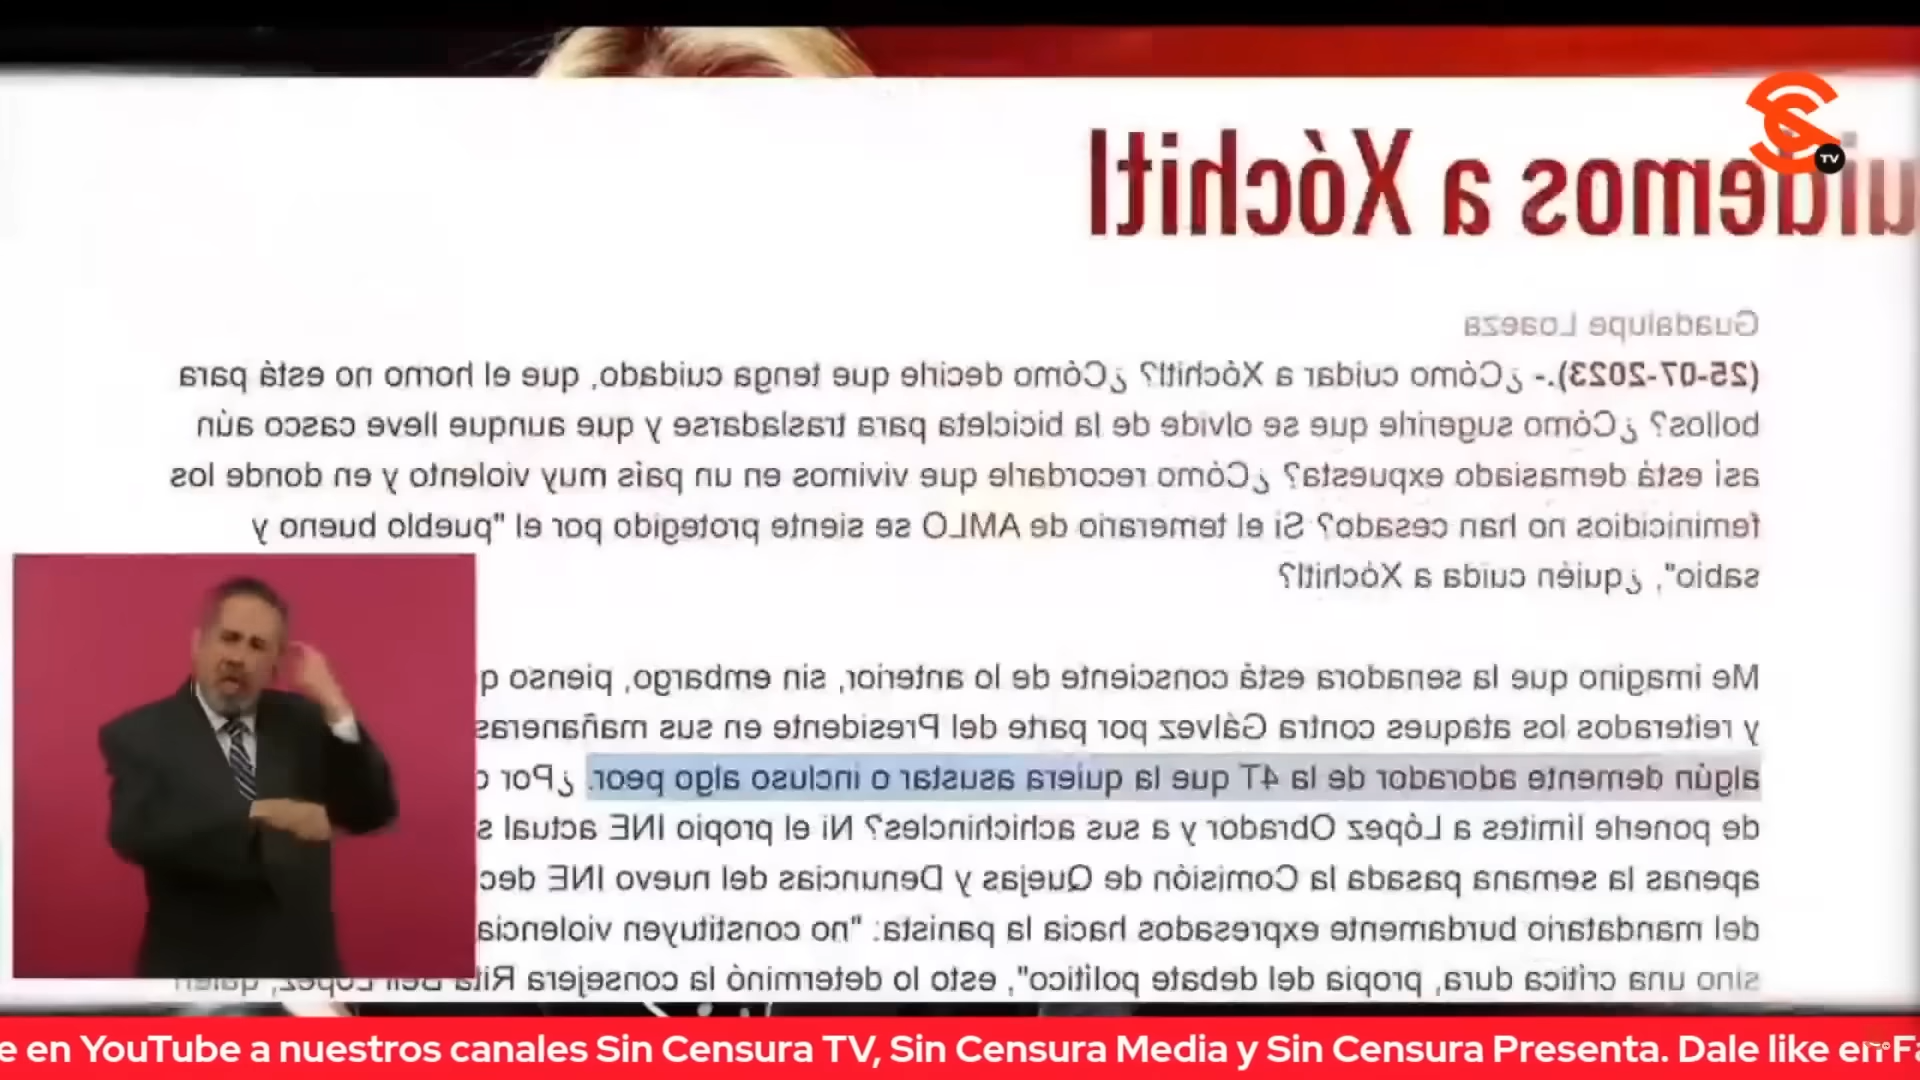 TV
uidemos a Xóchitl
Guadalupe Loaeza
(25-07-2023).- ¿Cómo cuidar a Xóchitl? ¿Cómo decirle que tenga cuidado, que el horno no está para
bollos? ¿Cómo sugerirle que se olvide de la bicicleta para trasladarse y que aunque lleve casco aún
asi está demasiado expuesta? ¿Cómo recordarle que vivimos en un país muy violento y en donde los
feminicidios no han cesado? Si el temerario de AMLO se siente protegido por el "pueblo bueno y
sabio", ¿quién cuida a Xóchitl?
Me imagino que la senadora está consciente de lo anterior, sin embargo, pienso q
y reiterados los ataques contra Gálvez por parte del Presidente en sus mañaneras
algún demente adorador de la 4T que la quiera asustar o incluso algo peor. ¿Por
de ponerle límites a López Obrador y a sus achichincles? Ni el propio INE actual s
apenas la semana pasada la Comisión de Quejas y Denuncias del nuevo INE dec
del mandatario burdamente expresados hacia la panista: "no constituyen violencia
sino una crítica dura, propia del debate político", esto lo determinó la consejera Rita Bell López, quien
e en YouTube a nuestros canales Sin Censura TV, Sin Censura Media y Sin Censura Presenta. Dale like en Fa